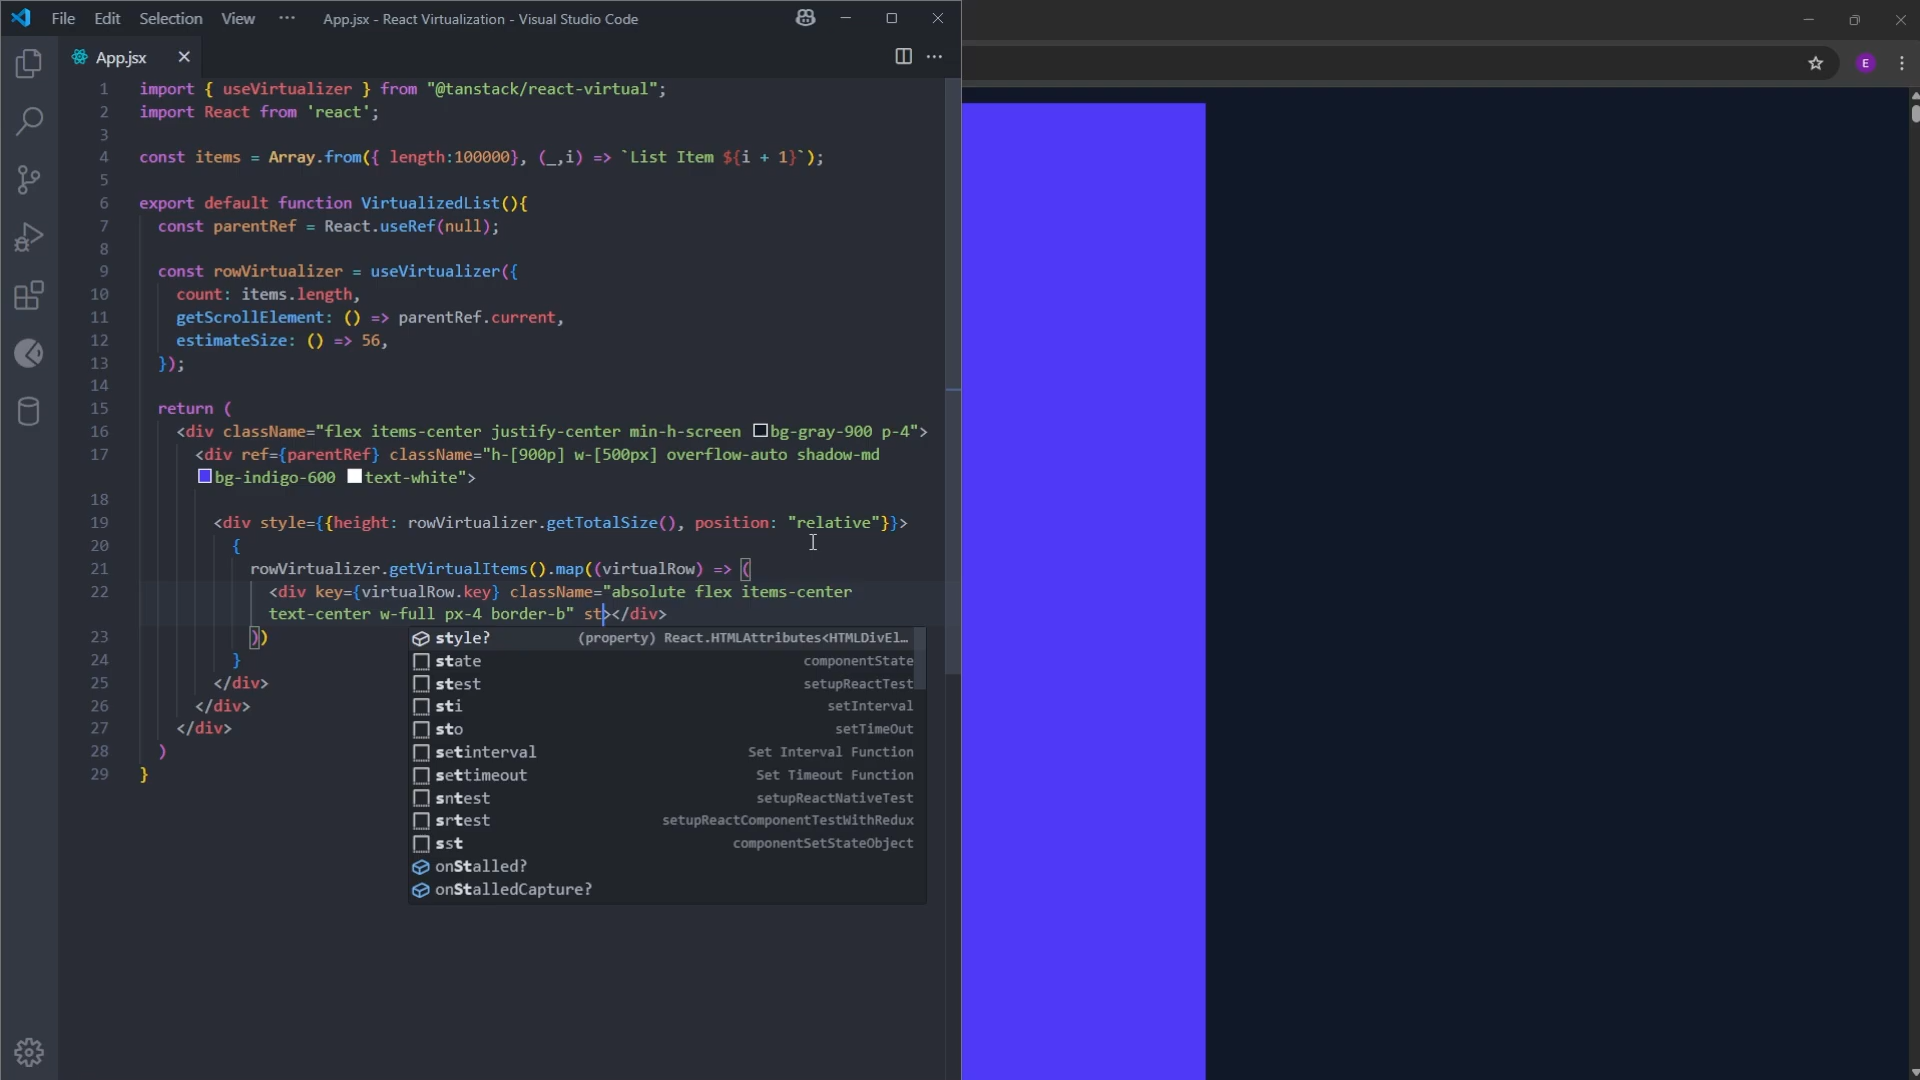 File Edit Selection View ··· App.jsx - React Virtualization - Visual Studio Code
App.jsx
1 import { useVirtualizer } from "@tanstack/react-virtual";
2 import React from 'react';
3
4 const items = Array.from({ length:100000}, (_,i) => `List Item ${i + 1}`);
5
6 export default function VirtualizedList(){
7 const parentRef = React.useRef(null);
8
9 const rowVirtualizer = useVirtualizer({
10 count: items.length,
11 getScrollElement: () => parentRef.current,
12 estimateSize: () => 56,
13 });
14
15 return (
16 <div className="flex items-center justify-center min-h-screen bg-gray-900 p-4">
17 <div ref={parentRef} className="h-[900p] w-[500px] overflow-auto shadow-md
bg-indigo-600 text-white">
18
19 <div style={{height: rowVirtualizer.getTotalSize(), position: "relative"}}>
20 {
21 rowVirtualizer.getVirtualItems().map((virtualRow) => (
22 <div key={virtualRow.key} className="absolute flex items-center
text-center w-full px-4 border-b" st></div>
23 ))
24 }
25 </div>
26 </div>
27 </div>
28 )
29 }
style? (property) React.HTMLAttributes<HTMLDivEl…
state componentState
stest setupReactTest
sti setInterval
sto setTimeOut
setinterval Set Interval Function
settimeout Set Timeout Function
sntest setupReactNativeTest
srtest setupReactComponentTestWithRedux
sst componentSetStateObject
onStalled?
onStalledCapture?
E